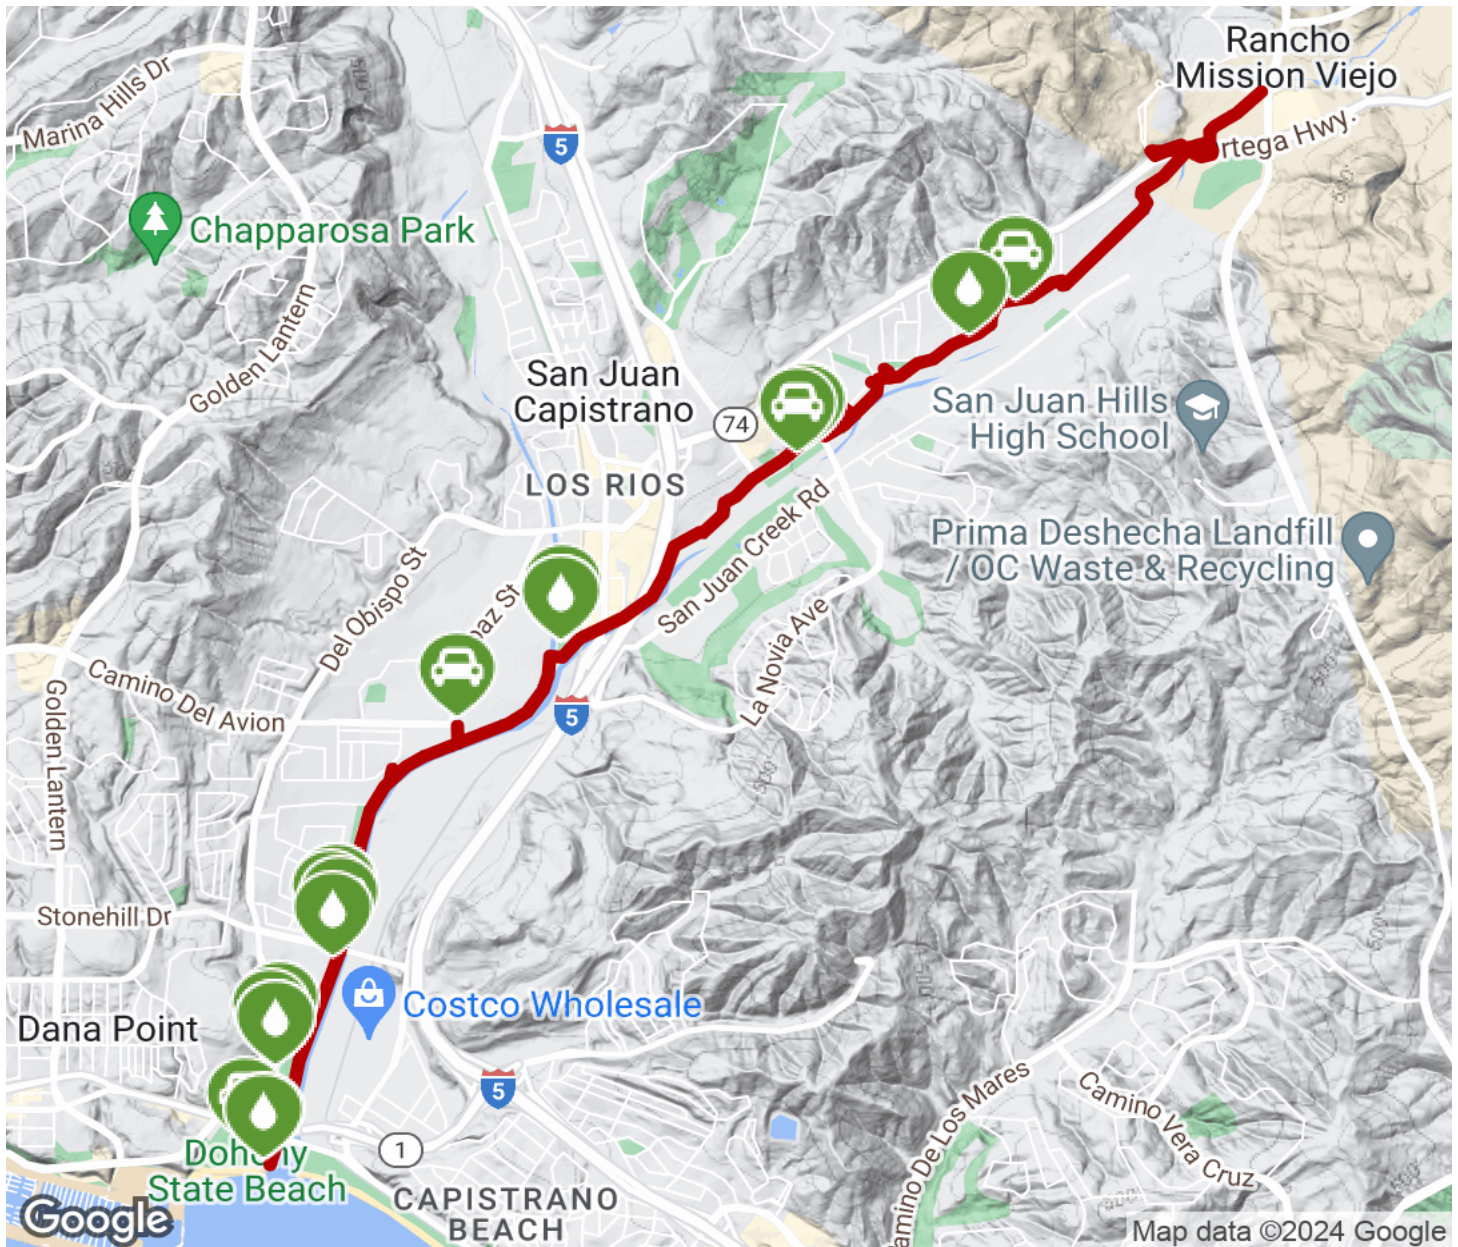 Rancho
Mission Viejo
Marina Hills Dr
5
rtega Hwy.
Chapparosa Park
Golden Lantern
San Juan
Capistrano
74
San Juan Hills
High School
LOS RIOS
San Juan Creek Rd
Prima Deshecha Landfill
/ OC Waste & Recycling
Del Obispo St
paz St
La Novia Ave
Camino Del Avion
5
Golden Lantern
Stonehill Dr
Costco Wholesale
Dana Point
5
Camino De Los Mares
Camino Vera Cruz
1
Doheny
State Beach
CAPISTRANO
BEACH
Google
Map data ©2024 Google